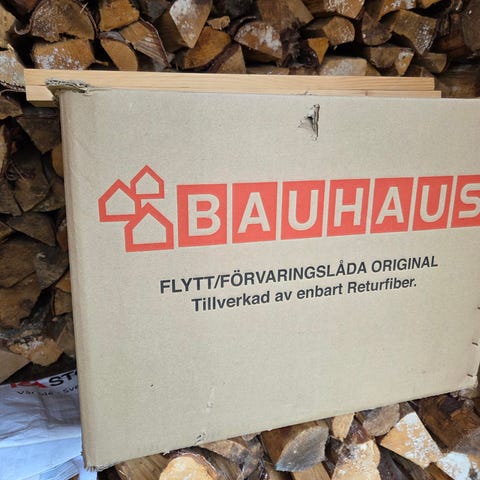 BAUHAUS
FLYTT/FÖRVARINGSLÅDA ORIGINAL
Tillverkad av enbart Returfiber.